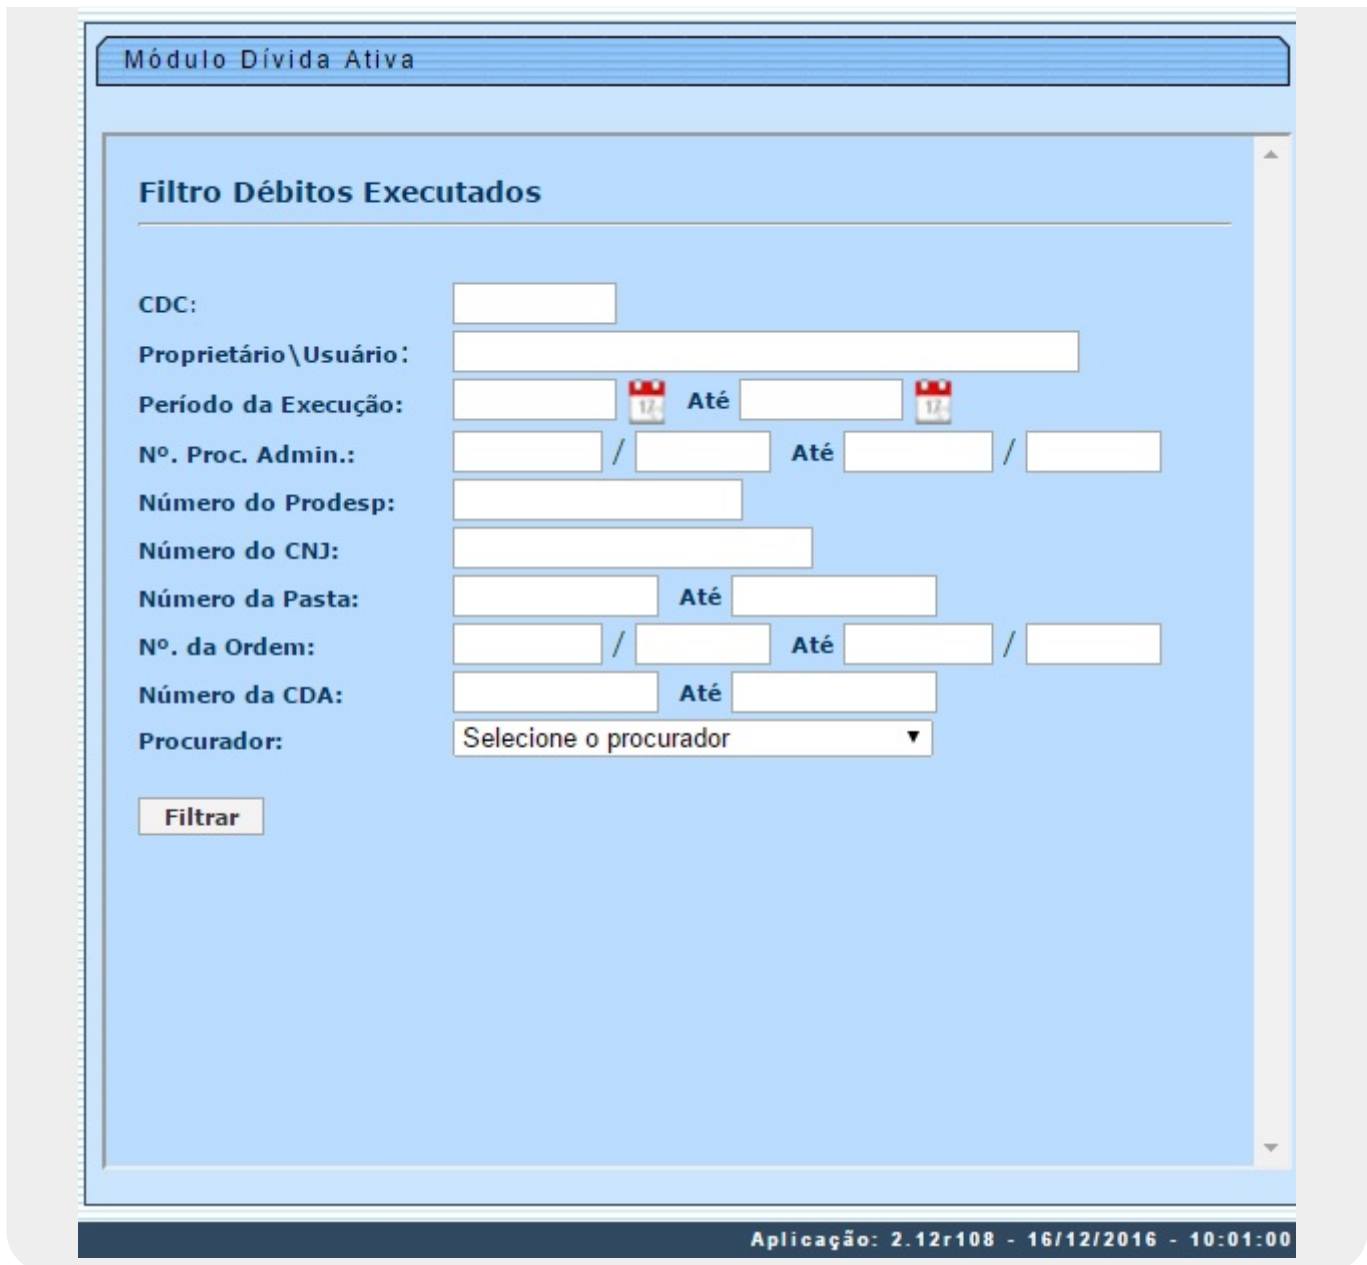 Módulo Dívida Ativa
Filtro Débitos Executados
CDC:
Proprietário\Usuário:
Período da Execução: Até
Nº. Proc. Admin.: / Até /
Número do Prodesp:
Número do CNJ:
Número da Pasta: Até
Nº. da Ordem: / Até /
Número da CDA: Até
Procurador: Selecione o procurador
Filtrar
Aplicação: 2.12r108 - 16/12/2016 - 10:01:00